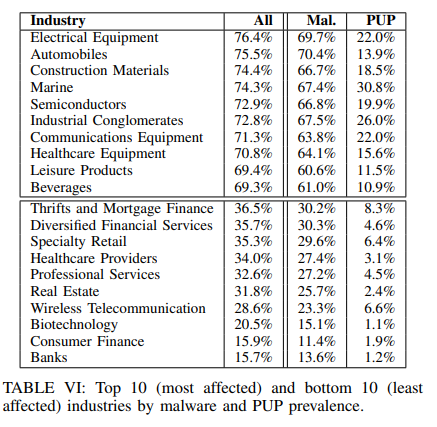 Industry All Mal. PUP
Electrical Equipment 76.4% 69.7% 22.0%
Automobiles 75.5% 70.4% 13.9%
Construction Materials 74.4% 66.7% 18.5%
Marine 74.3% 67.4% 30.8%
Semiconductors 72.9% 66.8% 19.9%
Industrial Conglomerates 72.8% 67.5% 26.0%
Communications Equipment 71.3% 63.8% 22.0%
Healthcare Equipment 70.8% 64.1% 15.6%
Leisure Products 69.4% 60.6% 11.5%
Beverages 69.3% 61.0% 10.9%
Thrifts and Mortgage Finance 36.5% 30.2% 8.3%
Diversified Financial Services 35.7% 30.3% 4.6%
Specialty Retail 35.3% 29.6% 6.4%
Healthcare Providers 34.0% 27.4% 3.1%
Professional Services 32.6% 27.2% 4.5%
Real Estate 31.8% 25.7% 2.4%
Wireless Telecommunication 28.6% 23.3% 6.6%
Biotechnology 20.5% 15.1% 1.1%
Consumer Finance 15.9% 11.4% 1.9%
Banks 15.7% 13.6% 1.2%
TABLE VI: Top 10 (most affected) and bottom 10 (least
affected) industries by malware and PUP prevalence.